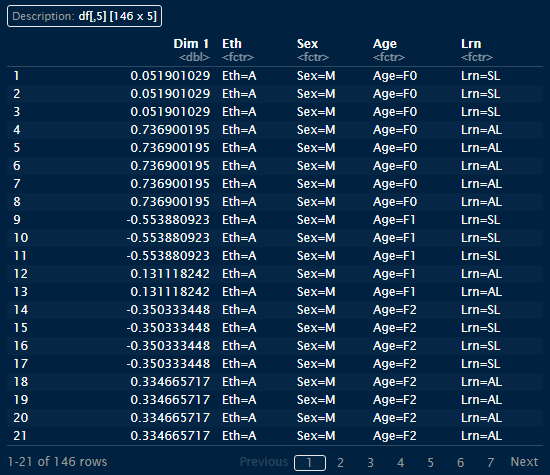 Description: df[,5] [146 x 5]
Dim 1 Eth Sex Age Lrn
<dbl> <fctr> <fctr> <fctr> <fctr>
1 0.051901029 Eth=A Sex=M Age=F0 Lrn=SL
2 0.051901029 Eth=A Sex=M Age=F0 Lrn=SL
3 0.051901029 Eth=A Sex=M Age=F0 Lrn=SL
4 0.736900195 Eth=A Sex=M Age=F0 Lrn=AL
5 0.736900195 Eth=A Sex=M Age=F0 Lrn=AL
6 0.736900195 Eth=A Sex=M Age=F0 Lrn=AL
7 0.736900195 Eth=A Sex=M Age=F0 Lrn=AL
8 0.736900195 Eth=A Sex=M Age=F0 Lrn=AL
9 -0.553880923 Eth=A Sex=M Age=F1 Lrn=SL
10 -0.553880923 Eth=A Sex=M Age=F1 Lrn=SL
11 -0.553880923 Eth=A Sex=M Age=F1 Lrn=SL
12 0.131118242 Eth=A Sex=M Age=F1 Lrn=AL
13 0.131118242 Eth=A Sex=M Age=F1 Lrn=AL
14 -0.350333448 Eth=A Sex=M Age=F2 Lrn=SL
15 -0.350333448 Eth=A Sex=M Age=F2 Lrn=SL
16 -0.350333448 Eth=A Sex=M Age=F2 Lrn=SL
17 -0.350333448 Eth=A Sex=M Age=F2 Lrn=SL
18 0.334665717 Eth=A Sex=M Age=F2 Lrn=AL
19 0.334665717 Eth=A Sex=M Age=F2 Lrn=AL
20 0.334665717 Eth=A Sex=M Age=F2 Lrn=AL
21 0.334665717 Eth=A Sex=M Age=F2 Lrn=AL
1-21 of 146 rows Previous 1 2 3 4 5 6 7 Next